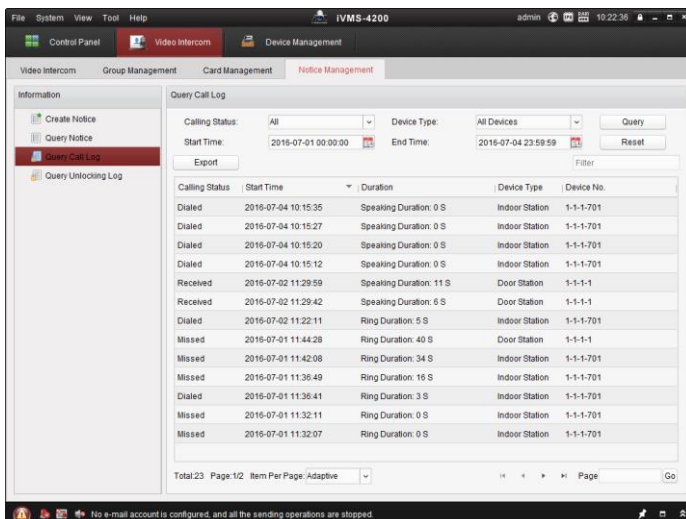 File System View Tool Help iVMS-4200 admin 10:22:36
Control Panel Video Intercom Device Management
Video Intercom Group Management Card Management Notice Management
Information Query Call Log
Create Notice
Query Notice
Query Call Log
Query Unlocking Log
Calling Status: All Device Type: All Devices Query
Start Time: 2016-07-01 00:00:00 End Time: 2016-07-04 23:59:59 Reset
Export Filter
Calling Status Start Time Duration Device Type Device No.
Dialed 2016-07-04 10:15:35 Speaking Duration: 0 S Indoor Station 1-1-1-701
Dialed 2016-07-04 10:15:27 Speaking Duration: 0 S Indoor Station 1-1-1-701
Dialed 2016-07-04 10:15:20 Speaking Duration: 0 S Indoor Station 1-1-1-701
Dialed 2016-07-04 10:15:12 Speaking Duration: 0 S Indoor Station 1-1-1-701
Received 2016-07-02 11:29:59 Speaking Duration: 11 S Door Station 1-1-1-1
Received 2016-07-02 11:29:42 Speaking Duration: 6 S Door Station 1-1-1-1
Dialed 2016-07-02 11:22:11 Ring Duration: 5 S Indoor Station 1-1-1-701
Missed 2016-07-01 11:44:28 Ring Duration: 40 S Door Station 1-1-1-1
Missed 2016-07-01 11:42:08 Ring Duration: 34 S Indoor Station 1-1-1-701
Missed 2016-07-01 11:36:49 Ring Duration: 16 S Indoor Station 1-1-1-701
Dialed 2016-07-01 11:36:41 Ring Duration: 3 S Indoor Station 1-1-1-701
Missed 2016-07-01 11:32:11 Ring Duration: 0 S Indoor Station 1-1-1-701
Missed 2016-07-01 11:32:07 Ring Duration: 0 S Indoor Station 1-1-1-701
Total:23 Page:1/2 Item Per Page: Adaptive Page Go
No e-mail account is configured, and all the sending operations are stopped.